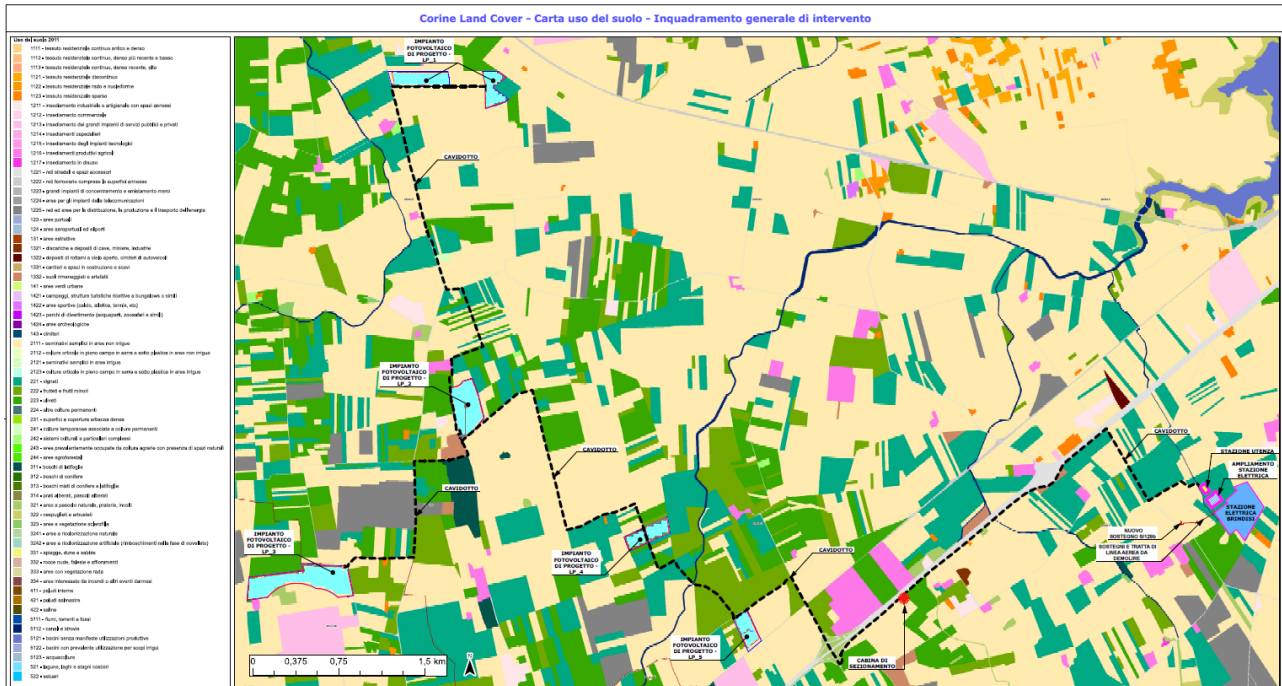 Corine Land Cover - Carta uso del suolo - Inquadramento generale di intervento
Uso del suolo 2011
1111 - tessuto residenziale continuo antico e denso
1112 - tessuto residenziale continuo, denso più recente e basso
1113 - tessuto residenziale continuo, denso recente, alto
1121 - tessuto residenziale discontinuo
1122 - tessuto residenziale rado e nucleiforme
1123 - tessuto residenziale sparso
1211 - insediamento industriale o artigianale con spazi annessi
1212 - insediamento commerciale
1213 - insediamento dei grandi impianti di servizi pubblici e privati
1214 - insediamenti ospedalieri
1215 - insediamento degli impianti tecnologici
1216 - insediamenti produttivi agricoli
1217 - insediamento in disuso
1221 - reti stradali e spazi accessori
1222 - reti ferroviarie comprese le superfici annesse
1223 - grandi impianti di concentramento e smistamento merci
1224 - aree per gli impianti delle telecomunicazioni
1225 - reti ed aree per la distribuzione, la produzione e il trasporto dell'energia
123 - aree portuali
124 - aree aeroportuali ed eliporti
131 - aree estrattive
1321 - discariche e depositi di cave, miniere, industrie
1322 - depositi di rottami a cielo aperto, cimiteri di autoveicoli
1331 - cantieri e spazi in costruzione e scavi
1332 - suoli rimaneggiati e artefatti
141 - aree verdi urbane
1421 - campeggi, strutture turistiche ricettive a bungalows o simili
1422 - aree sportive (calcio, atletica, tennis, etc)
1423 - parchi di divertimento (acquapark, zoosafari e simili)
1424 - aree archeologiche
143 - cimiteri
2111 - seminativi semplici in aree non irrigue
2112 - colture orticole in pieno campo in serra e sotto plastica in aree non irrigue
2121 - seminativi semplici in aree irrigue
2123 - colture orticole in pieno campo in serra e sotto plastica in aree irrigue
221 - vigneti
222 - frutteti e frutti minori
223 - uliveti
224 - altre colture permanenti
231 - superfici a copertura erbacea densa
241 - colture temporanee associate a colture permanenti
242 - sistemi colturali e particellari complessi
243 - aree prevalentemente occupate da coltura agrarie con presenza di spazi naturali
244 - aree agroforestali
311 - boschi di latifoglie
312 - boschi di conifere
313 - boschi misti di conifere e latifoglie
314 - prati alberati, pascoli alberati
321 - aree a pascolo naturale, praterie, incolti
322 - cespuglieti e arbusteti
323 - aree a vegetazione sclerofilla
3241 - aree a ricolonizzazione naturale
3242 - aree a ricolonizzazione artificiale (rimboschimenti nella fase di novelleto)
331 - spiagge, dune e sabbie
332 - rocce nude, falesie e affioramenti
333 - aree con vegetazione rada
334 - aree interessate da incendi o altri eventi dannosi
411 - paludi interne
421 - paludi salmastre
422 - saline
5111 - fiumi, torrenti e fossi
5112 - canali e idrovie
5121 - bacini senza manifeste utilizzazioni produttive
5122 - bacini con prevalente utilizzazione per scopi irrigui
5123 - acquacolture
521 - lagune, laghi e stagni costieri
522 - estuari
IMPIANTO
FOTOVOLTAICO
DI PROGETTO -
LP_1
CAVIDOTTO
IMPIANTO
FOTOVOLTAICO
DI PROGETTO -
LP_2
CAVIDOTTO
CAVIDOTTO
CAVIDOTTO
STAZIONE UTENZA
AMPLIAMENTO
STAZIONE
ELETTRICA
STAZIONE
ELETTRICA
BRINDISI
NUOVO
SOSTEGNI E TRATTA DI
LINEA AEREA DA
DEMOLIRE
IMPIANTO
FOTOVOLTAICO
DI PROGETTO -
LP_3
IMPIANTO
FOTOVOLTAICO
DI PROGETTO -
LP_4
CAVIDOTTO
IMPIANTO
FOTOVOLTAICO
DI PROGETTO -
LP_5
CABINA DI
SEZIONAMENTO
0 0,375 0,75 1,5 km
N